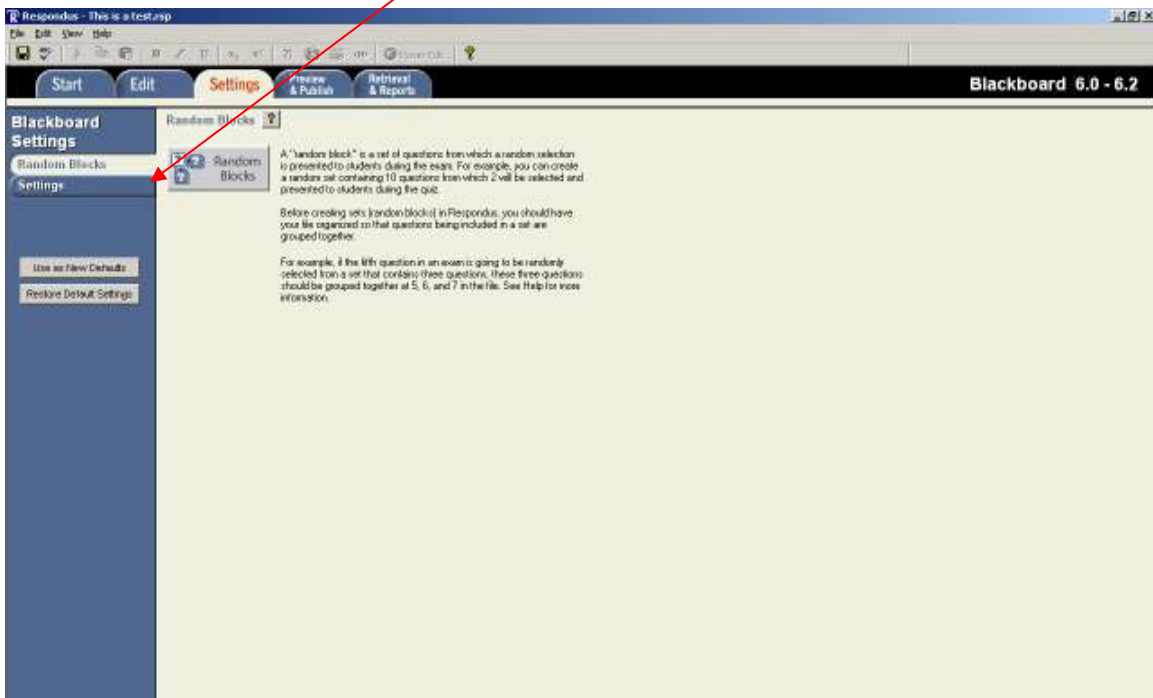 Respondus - This is a test.rsp
File Edit View Help
Start Edit Settings Preview & Publish Retrieval & Reports Blackboard 6.0 - 6.2
Blackboard
Settings
Random Blocks
Settings
Use as New Defaults
Restore Default Settings
Random Blocks ?
Random
Blocks
A "random block" is a set of questions from which a random selection
is presented to students during the exam. For example, you can create
a random set containing 10 questions from which 2 will be selected and
presented to students during the quiz.
Before creating sets (random blocks) in Respondus, you should have
your file organized so that questions being included in a set are
grouped together.
For example, if the fifth question in an exam is going to be randomly
selected from a set that contains three questions, these three questions
should be grouped together at 5, 6, and 7 in the file. See Help for more
information.